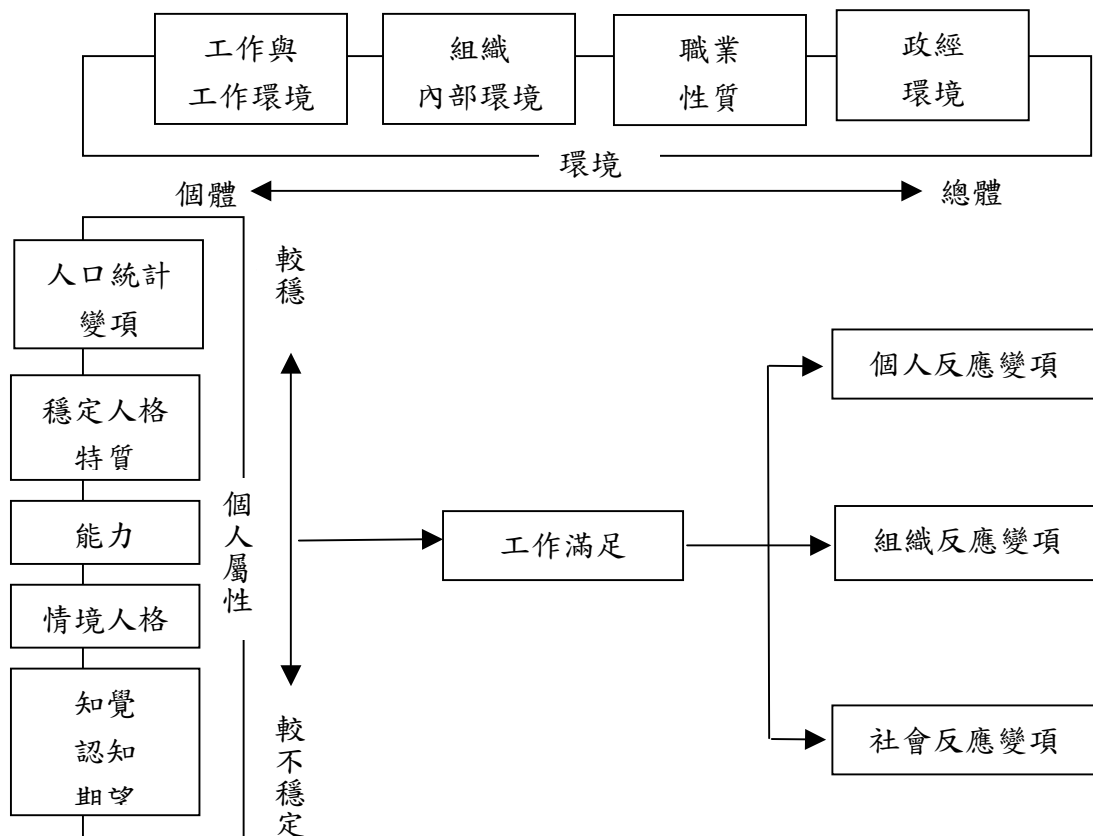 工作與
工作環境
組織
內部環境
職業
性質
政經
環境
環境
個體
總體
人口統計
變項
穩定人格
特質
能力
情境人格
知覺
認知
期望
個人屬性
較穩
較不穩定
工作滿足
個人反應變項
組織反應變項
社會反應變項